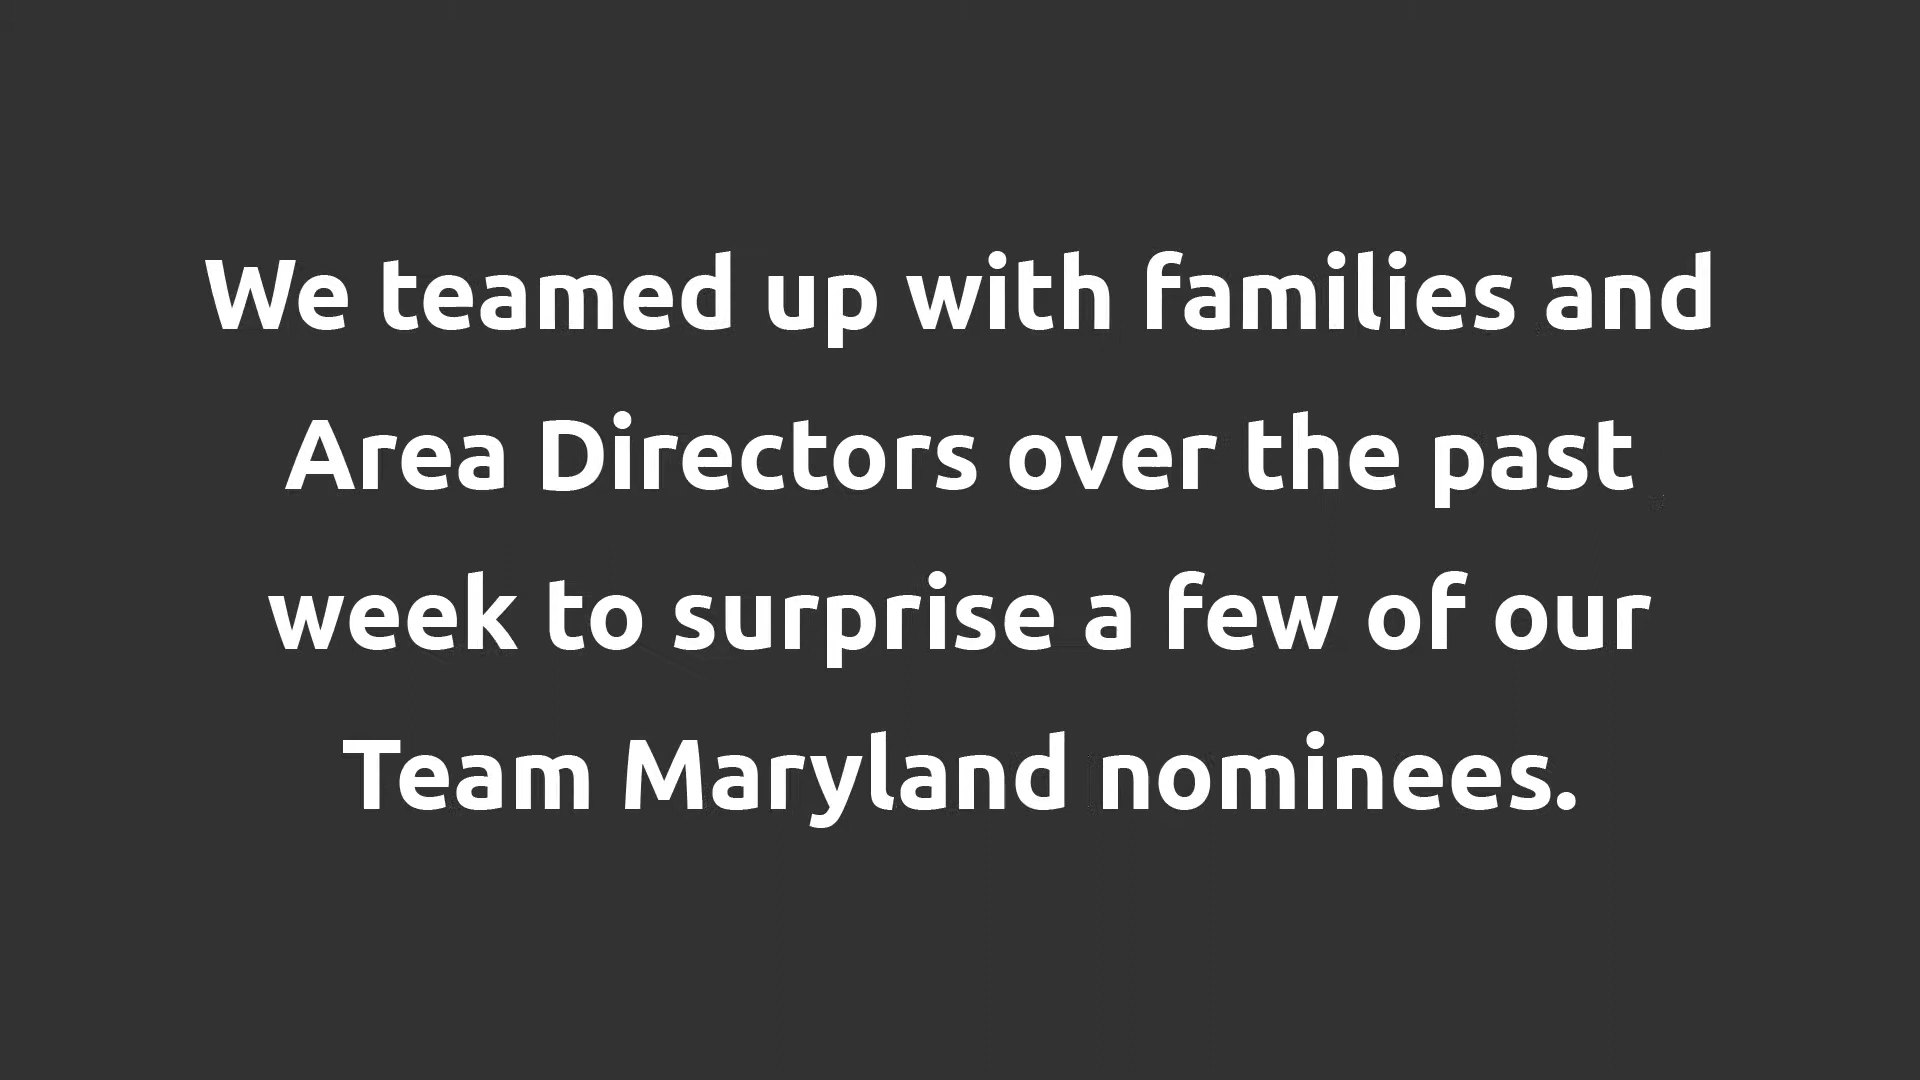 We teamed up with families and
Area Directors over the past
week to surprise a few of our
Team Maryland nominees.